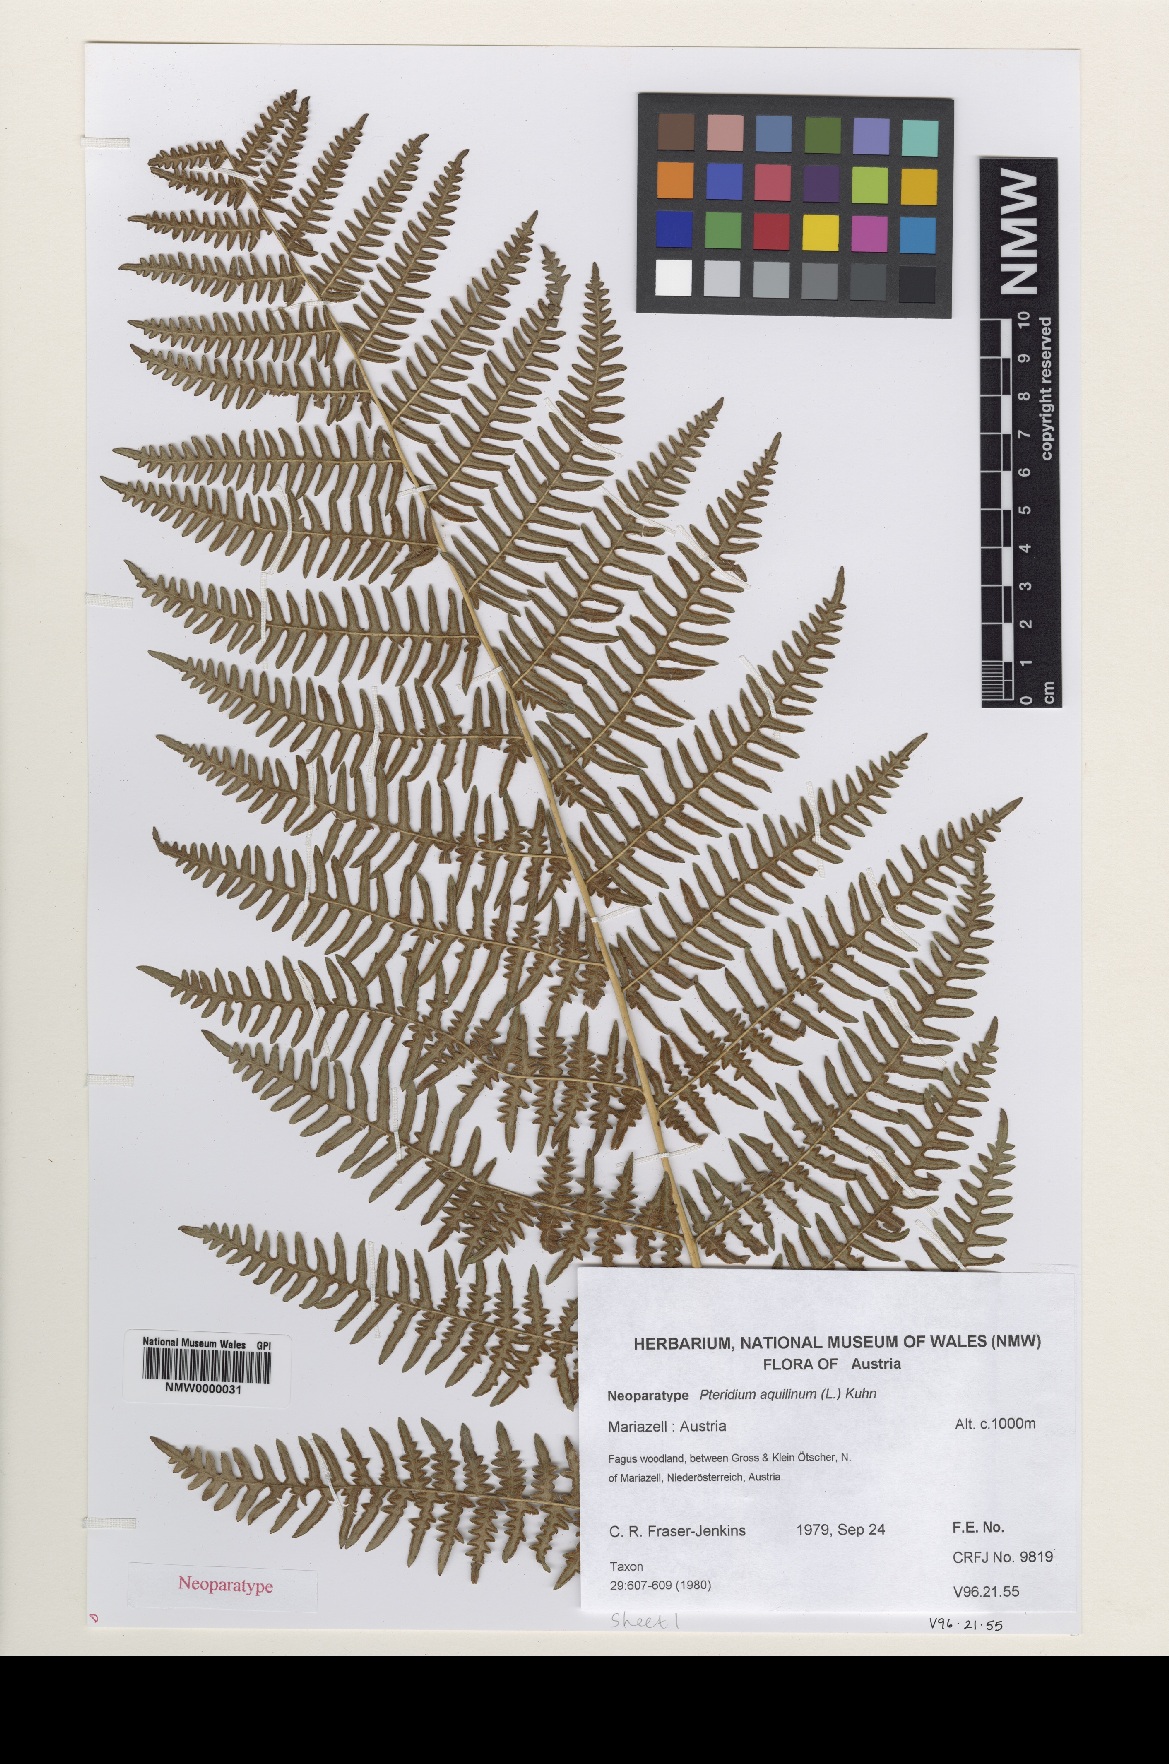 NMW
10
9
8
7
6
5
4
3
2
1
0
cm
copyright reserved
National Museum Wales GPI
NMW0000031
HERBARIUM, NATIONAL MUSEUM OF WALES (NMW)
FLORA OF Austria
Neoparatype Pteridium aquilinum (L.) Kuhn
Mariazell : Austria Alt. c.1000m
Fagus woodland, between Gross & Klein Ötscher, N.
of Mariazell, Niederösterreich, Austria
C. R. Fraser-Jenkins 1979, Sep 24 F.E. No.
CRFJ No. 9819
Taxon
29:607-609 (1980)
V96.21.55
Neoparatype
Sheet 1
V96·21·55